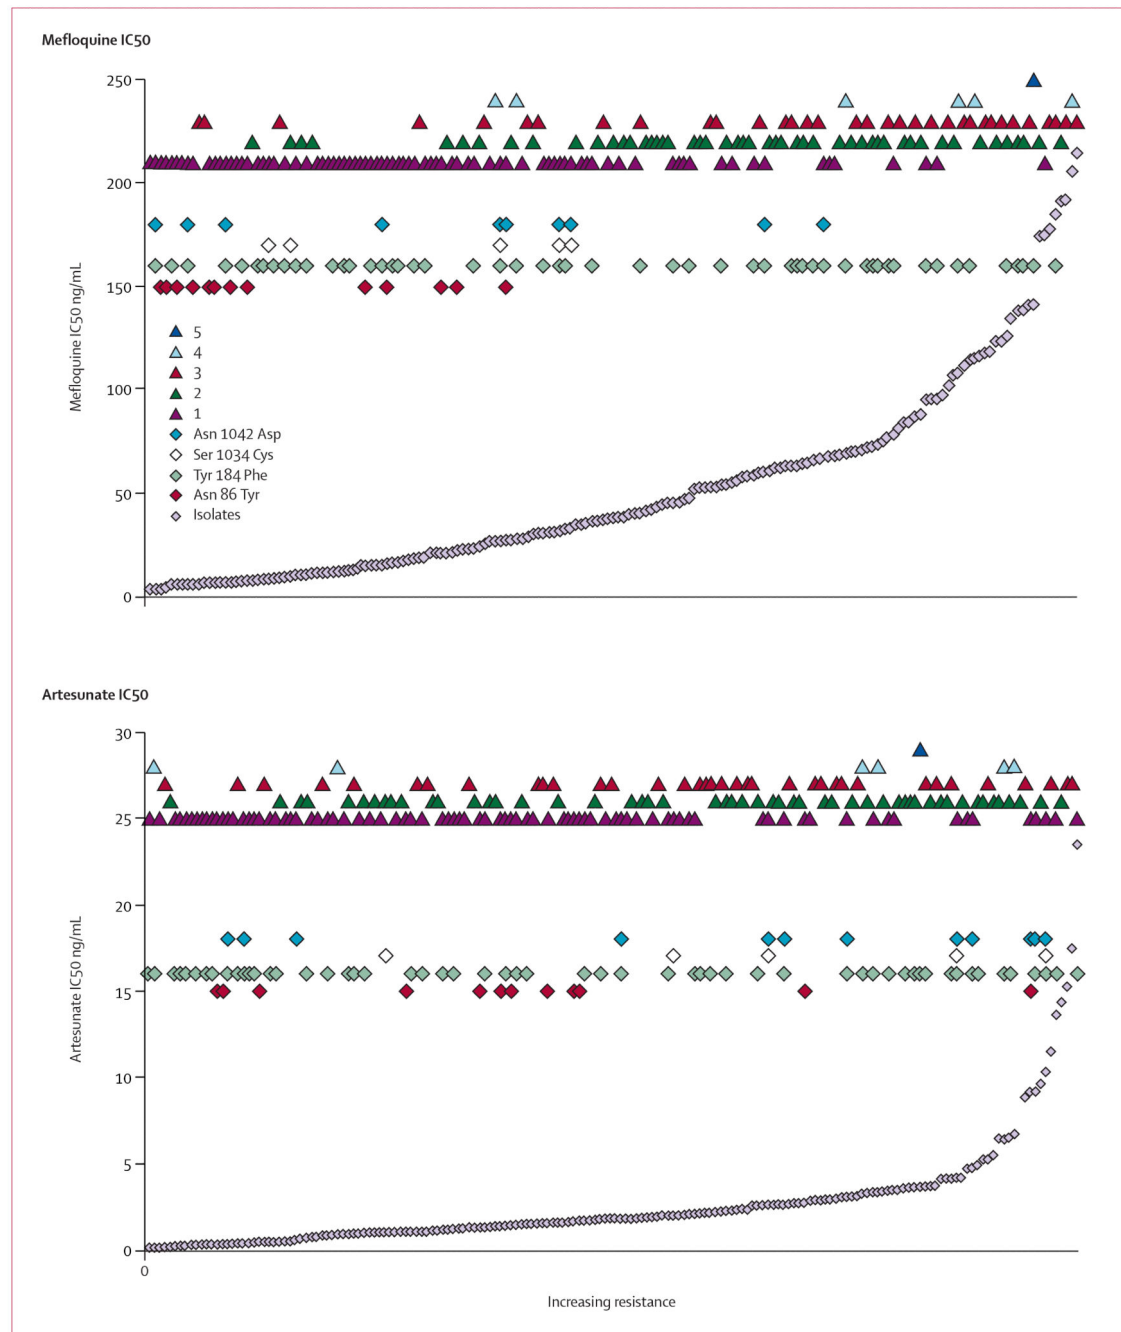 Mefloquine IC50
250
200
150
100
50
0
Mefloquine IC50 ng/mL
5
4
3
2
1
Asn 1042 Asp
Ser 1034 Cys
Tyr 184 Phe
Asn 86 Tyr
Isolates
Artesunate IC50
30
25
20
15
10
5
0
Artesunate IC50 ng/mL
0
Increasing resistance